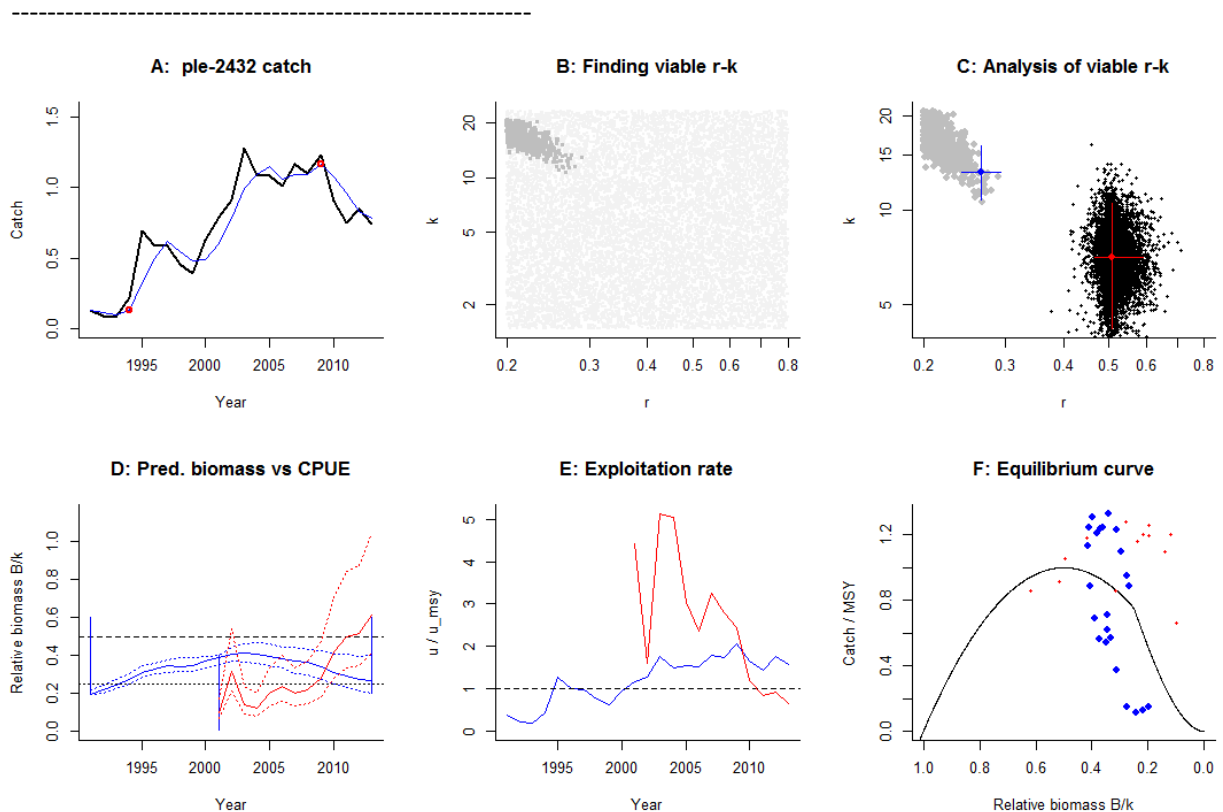 ------------------------------------------------------
A: ple-2432 catch
Catch
0.0 0.5 1.0 1.5
1995 2000 2005 2010
Year
B: Finding viable r-k
k
2 5 10 20
0.2 0.3 0.4 0.5 0.6 0.7 0.8
r
C: Analysis of viable r-k
k
5 10 15 20
0.2 0.3 0.4 0.5 0.6 0.7 0.8
r
D: Pred. biomass vs CPUE
Relative biomass B/k
0.0 0.2 0.4 0.6 0.8 1.0
1995 2000 2005 2010
Year
E: Exploitation rate
u / u_msy
0 1 2 3 4 5
1995 2000 2005 2010
Year
F: Equilibrium curve
Catch / MSY
0.0 0.4 0.8 1.2
1.0 0.8 0.6 0.4 0.2 0.0
Relative biomass B/k